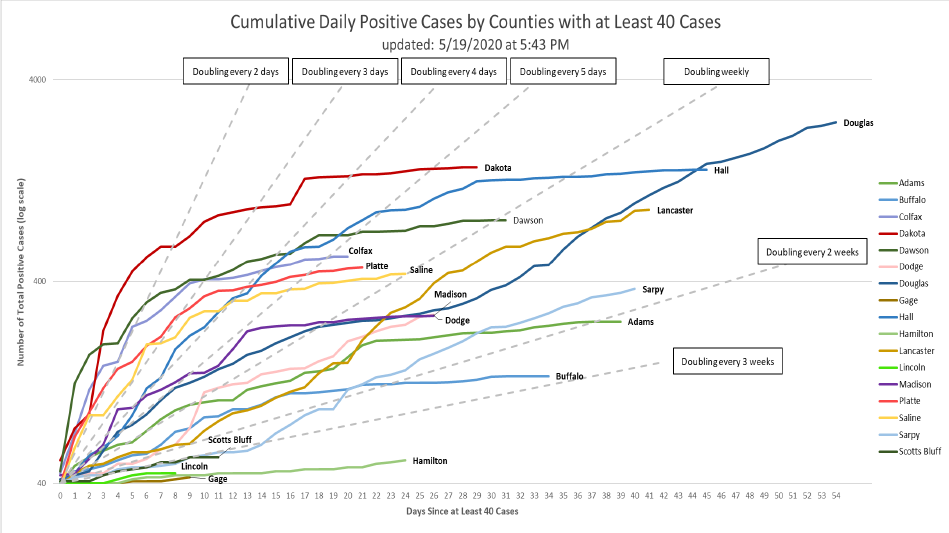 Cumulative Daily Positive Cases by Counties with at Least 40 Cases
updated: 5/19/2020 at 5:43 PM
Doubling every 2 days
Doubling every 3 days
Doubling every 4 days
Doubling every 5 days
Doubling weekly
4000
Douglas
Dakota
Hall
Lancaster
Dawson
Colfax
Platte
Saline
Doubling every 2 weeks
400
Madison
Sarpy
Dodge
Adams
Doubling every 3 weeks
Buffalo
Scotts Bluff
Hamilton
Lincoln
Gage
40
Number of Total Positive Cases (log scale)
0 1 2 3 4 5 6 7 8 9 10 11 12 13 14 15 16 17 18 19 20 21 22 23 24 25 26 27 28 29 30 31 32 33 34 35 36 37 38 39 40 41 42 43 44 45 46 47 48 49 50 51 52 53 54
Days Since at Least 40 Cases
Adams
Buffalo
Colfax
Dakota
Dawson
Dodge
Douglas
Gage
Hall
Hamilton
Lancaster
Lincoln
Madison
Platte
Saline
Sarpy
Scotts Bluff